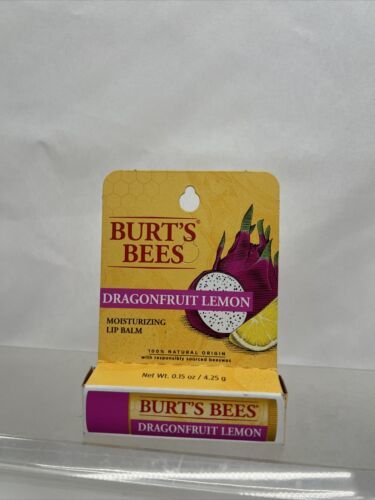 BURT'S®
BEES
DRAGONFRUIT LEMON
MOISTURIZING
LIP BALM
100% NATURAL ORIGIN
with responsibly sourced beeswax
Net Wt. 0.15 oz / 4.25 g
BURT'S BEES®
DRAGONFRUIT LEMON